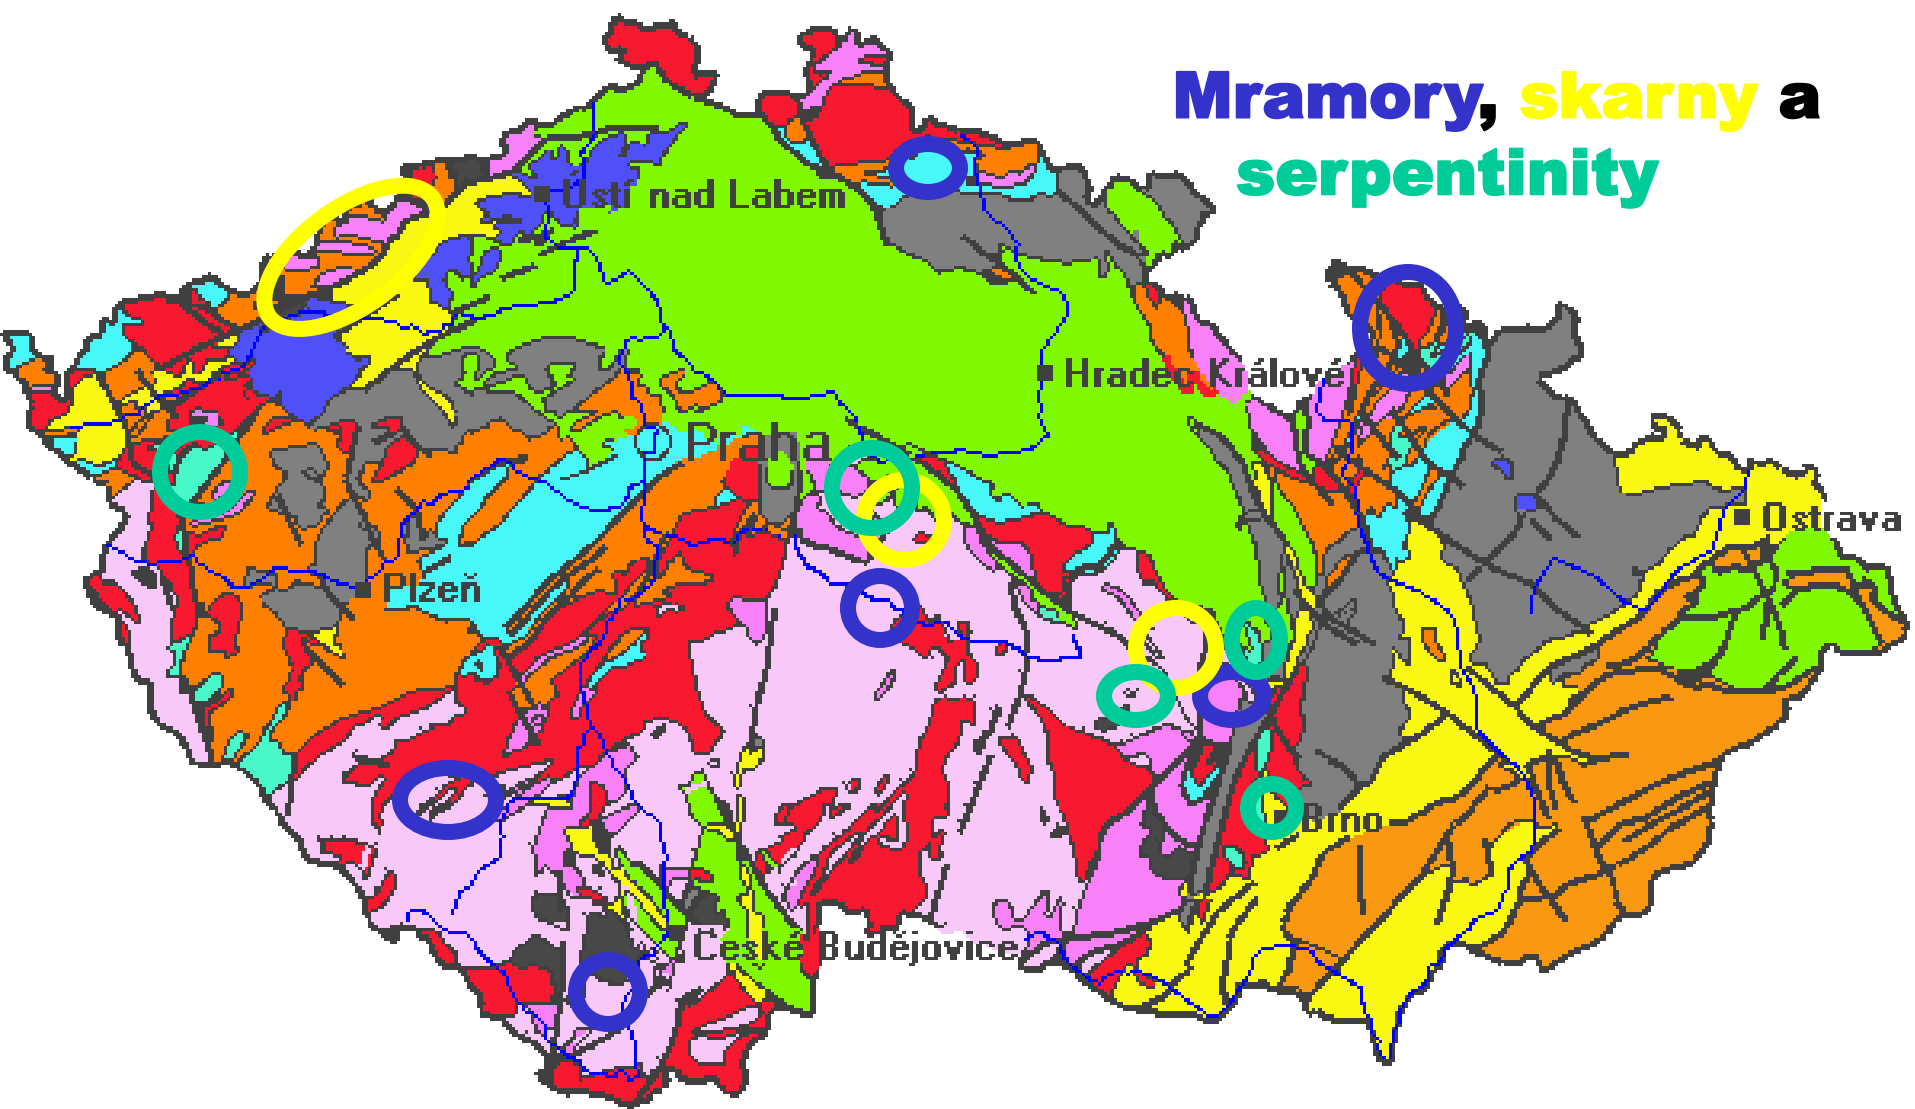 Mramory, skarny a
serpentinity
Ústí nad Labem
Hradec Králové
Praha
Ostrava
Plzeň
Brno
České Budějovice